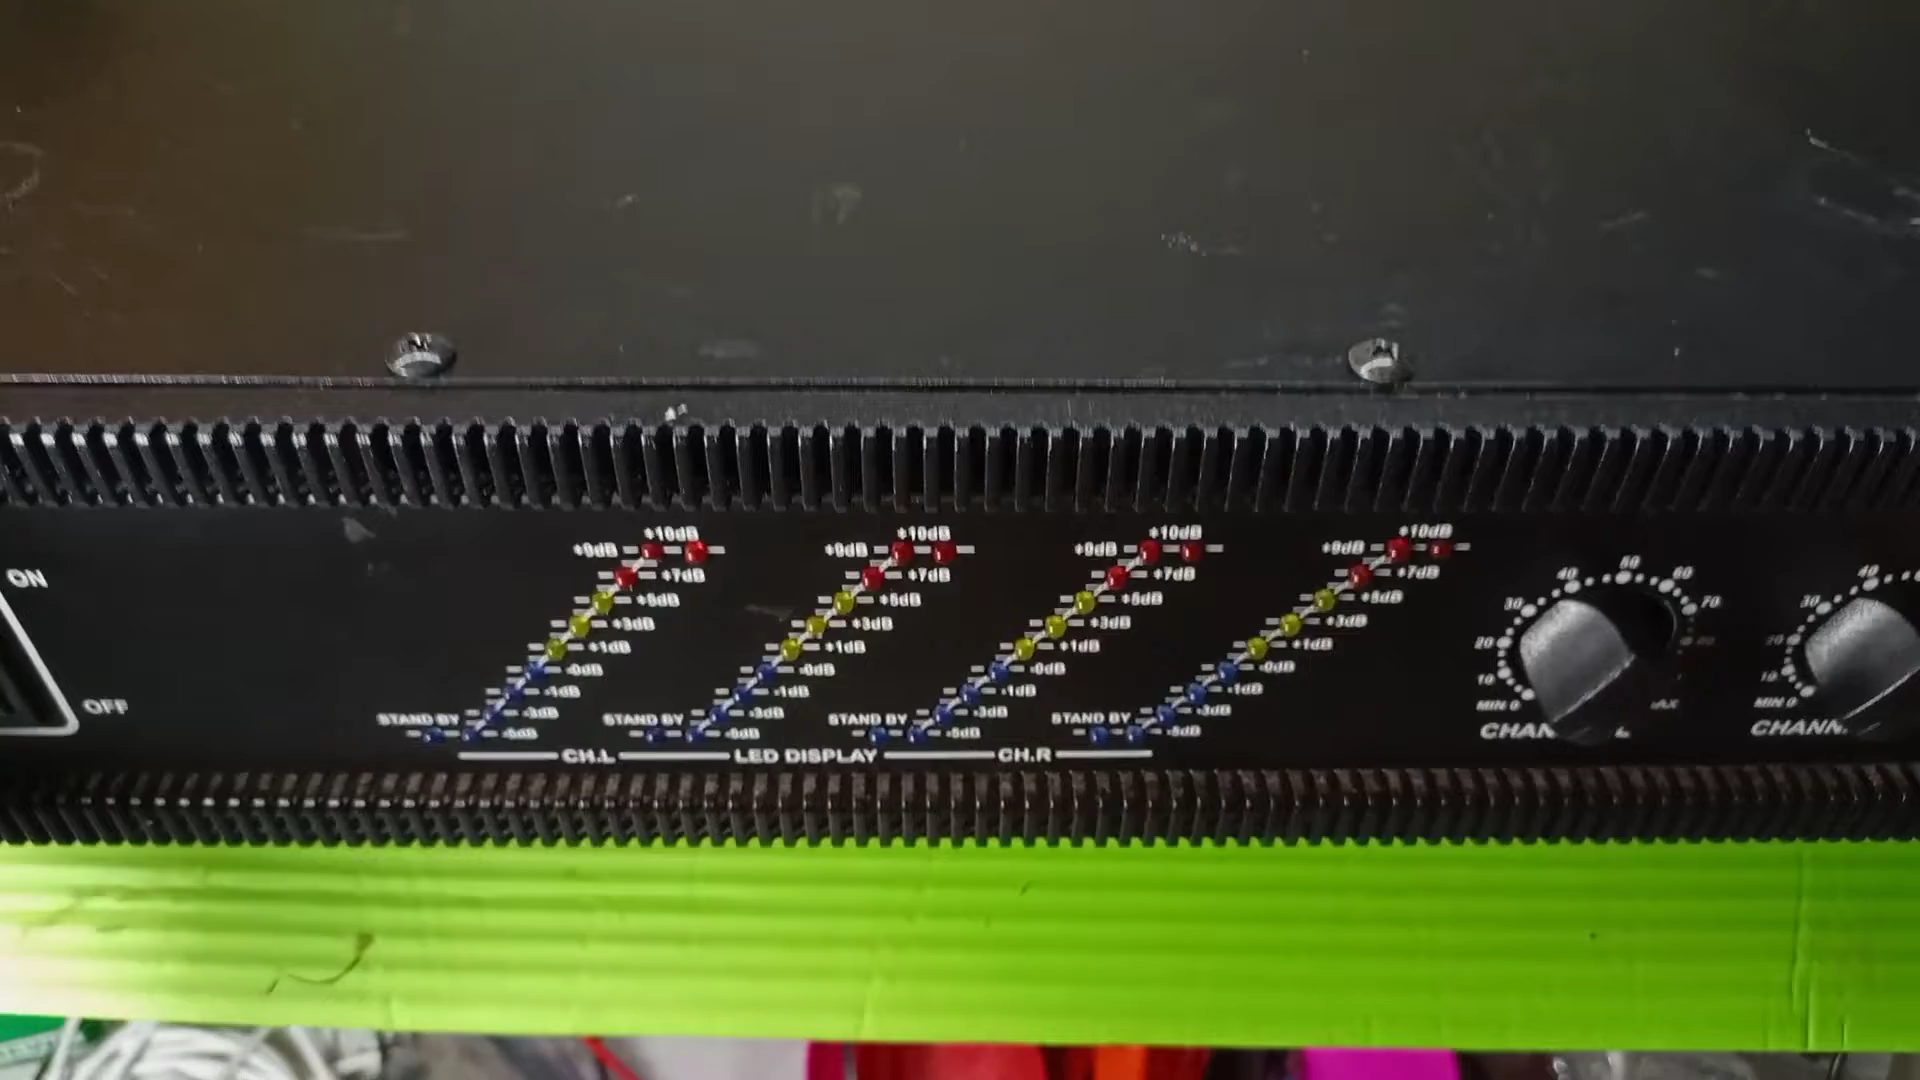 ON
OFF
+10dB
+9dB
+7dB
+5dB
+3dB
+1dB
-0dB
-1dB
-3dB
-5dB
STAND BY
+10dB
+9dB
+7dB
+5dB
+3dB
+1dB
-0dB
-1dB
-3dB
-5dB
STAND BY
+10dB
+9dB
+7dB
+5dB
+3dB
+1dB
-0dB
-1dB
-3dB
-5dB
STAND BY
+10dB
+9dB
+7dB
+5dB
+3dB
+1dB
-0dB
-1dB
-3dB
-5dB
STAND BY
CH.L LED DISPLAY CH.R
MIN 0 10 20 30 40 50 60 70
MIN 0 10 20 30 40